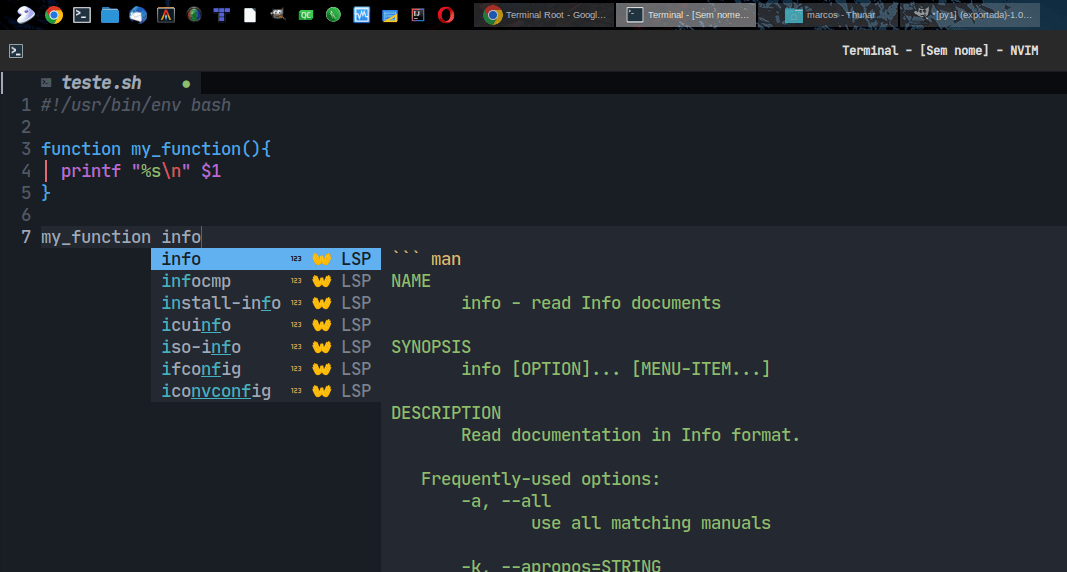 Terminal Root - Googl...
Terminal - [Sem nome...
marcos - Thunar
*[py1] (exportada)-1.0...
Terminal - [Sem nome] - NVIM
teste.sh
1 #!/usr/bin/env bash
2
3 function my_function(){
4 printf "%s\n" $1
5 }
6
7 my_function info
info 123 LSP
infocmp 123 LSP
install-info 123 LSP
icuinfo 123 LSP
iso-info 123 LSP
ifconfig 123 LSP
iconvconfig 123 LSP
``` man
NAME
info - read Info documents
SYNOPSIS
info [OPTION]... [MENU-ITEM...]
DESCRIPTION
Read documentation in Info format.
Frequently-used options:
-a, --all
use all matching manuals
-k, --apropos=STRING